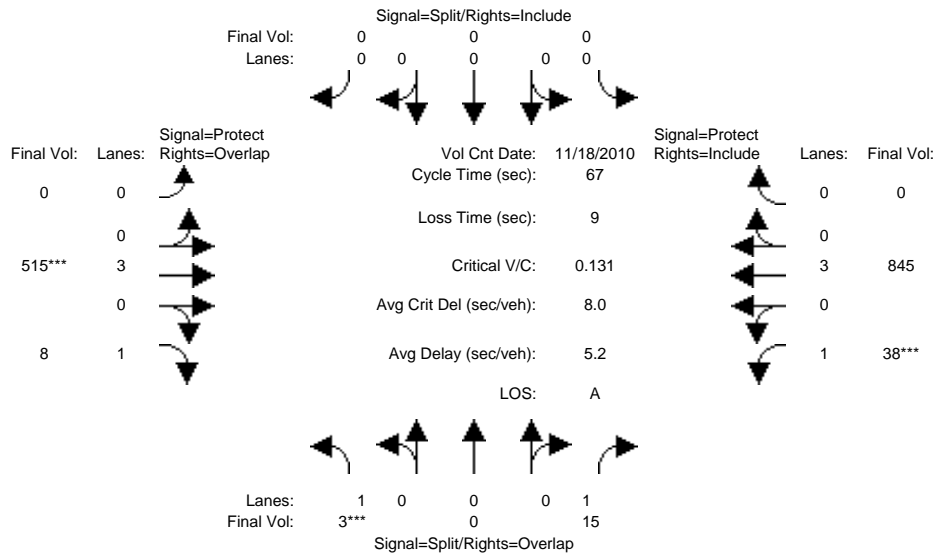 Signal=Split/Rights=Include
Final Vol: 0 0 0
Lanes: 0 0 0 0 0
Signal=Protect
Final Vol: Lanes: Rights=Overlap
Vol Cnt Date: 11/18/2010
Signal=Protect
Rights=Include Lanes: Final Vol:
Cycle Time (sec): 67
0 0
0 0
Loss Time (sec): 9
0
0
515*** 3
Critical V/C: 0.131
3 845
0
Avg Crit Del (sec/veh): 8.0
0
8 1
Avg Delay (sec/veh): 5.2
1 38***
LOS: A
Lanes: 1 0 0 0 1
Final Vol: 3*** 0 15
Signal=Split/Rights=Overlap